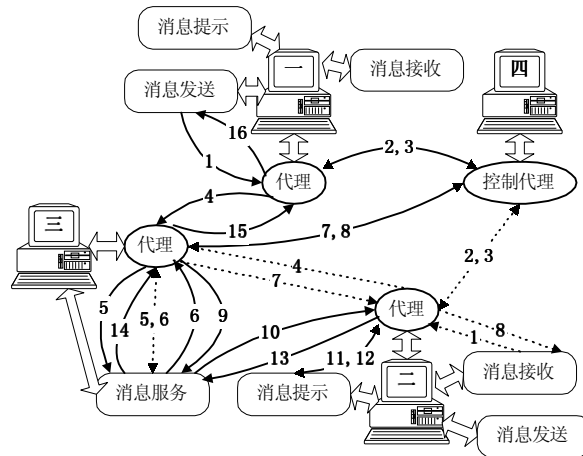 消息提示
一
消息接收
四
消息发送
16
1
2, 3
代理
控制代理
4
15
7, 8
三
代理
2, 3
4
7
代理
5
14
5, 6
6
9
10
13
11, 12
1
8
消息服务
消息提示
二
消息接收
消息发送